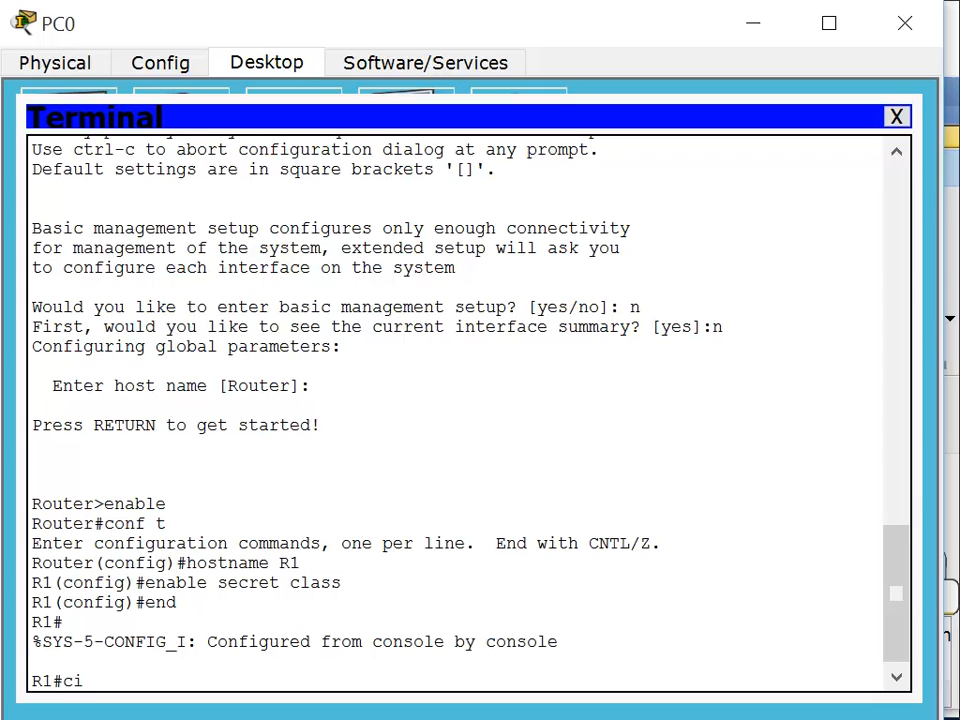 PC0
Physical Config Desktop Software/Services
Terminal X
Use ctrl-c to abort configuration dialog at any prompt.
Default settings are in square brackets '[]'.
Basic management setup configures only enough connectivity
for management of the system, extended setup will ask you
to configure each interface on the system
Would you like to enter basic management setup? [yes/no]: n
First, would you like to see the current interface summary? [yes]:n
Configuring global parameters:
Enter host name [Router]:
Press RETURN to get started!
Router>enable
Router#conf t
Enter configuration commands, one per line.  End with CNTL/Z.
Router(config)#hostname R1
R1(config)#enable secret class
R1(config)#end
R1#
%SYS-5-CONFIG_I: Configured from console by console
R1#ci